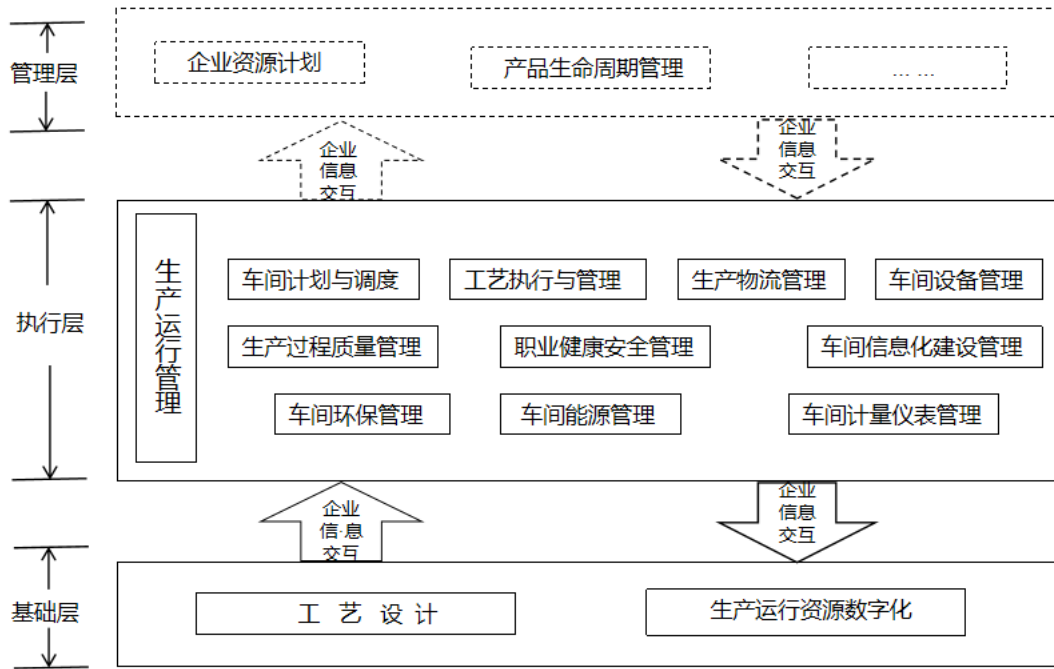 管理层
企业资源计划
产品生命周期管理
... ...
企业
信息
交互
企业
信息
交互
执行层
生产运行管理
车间计划与调度
工艺执行与管理
生产物流管理
车间设备管理
生产过程质量管理
职业健康安全管理
车间信息化建设管理
车间环保管理
车间能源管理
车间计量仪表管理
企业
信·息
交互
企业
信息
交互
基础层
工 艺 设 计
生产运行资源数字化